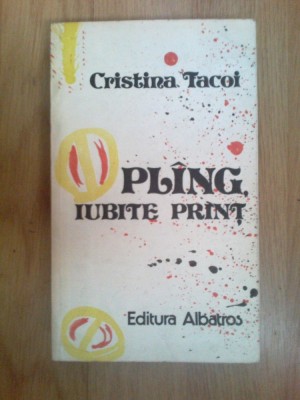 Cristina Tacoi
PLÎNG,
IUBITE PRINȚ
Editura Albatros